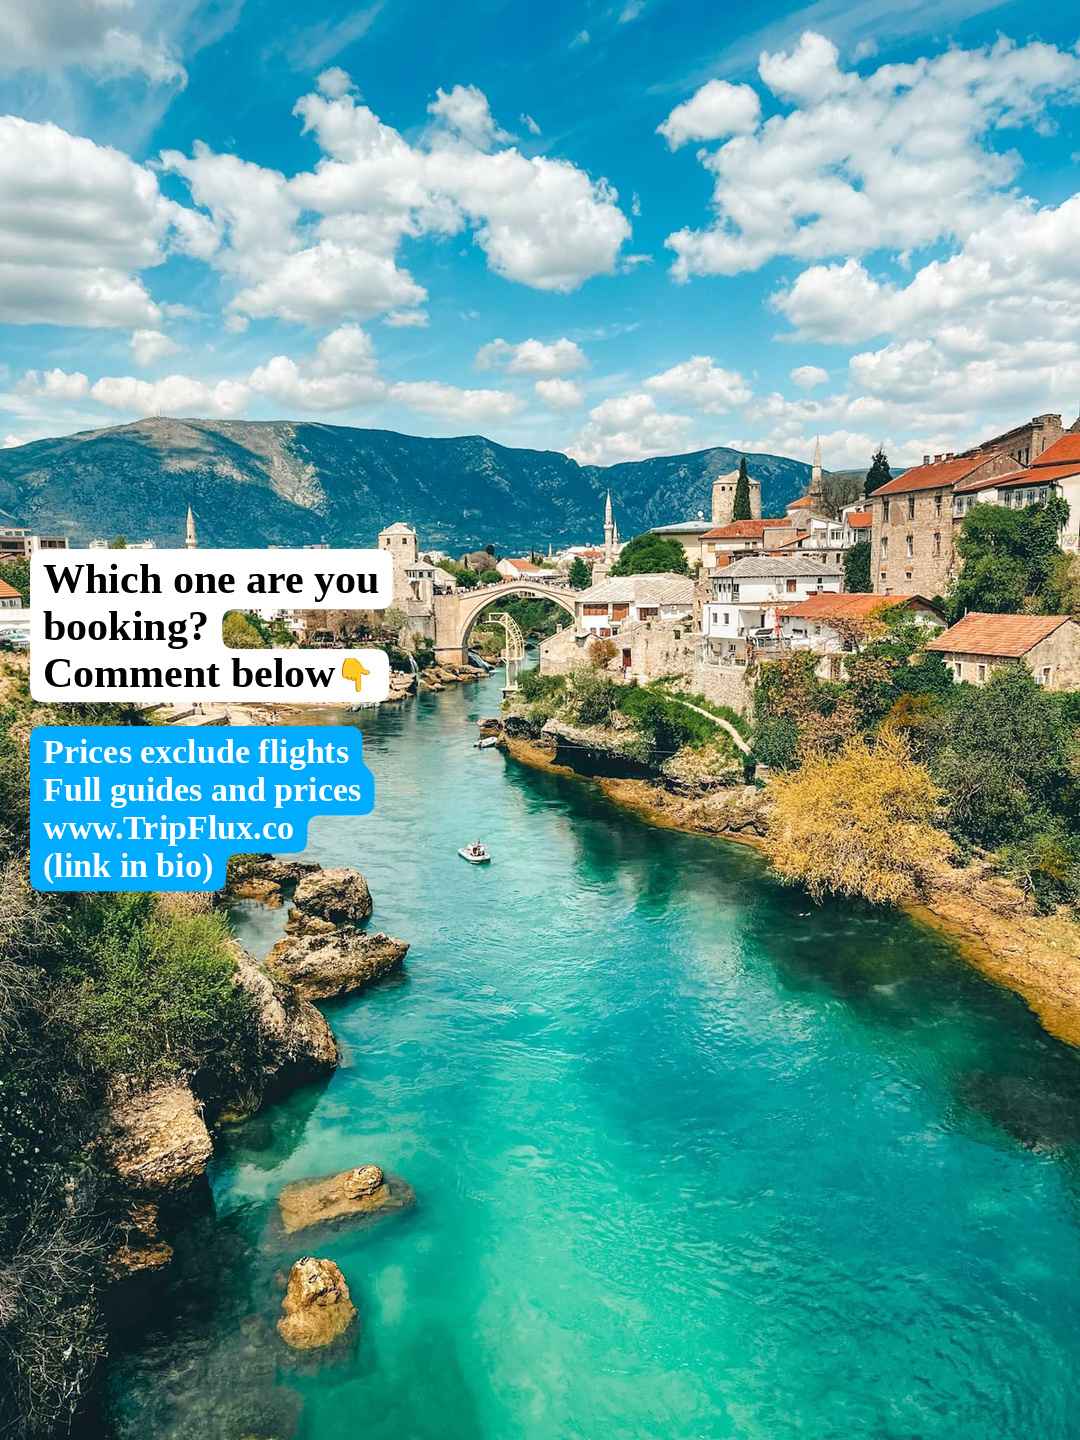 Which one are you
booking?
Comment below👇
Prices exclude flights
Full guides and prices
www.TripFlux.co
(link in bio)